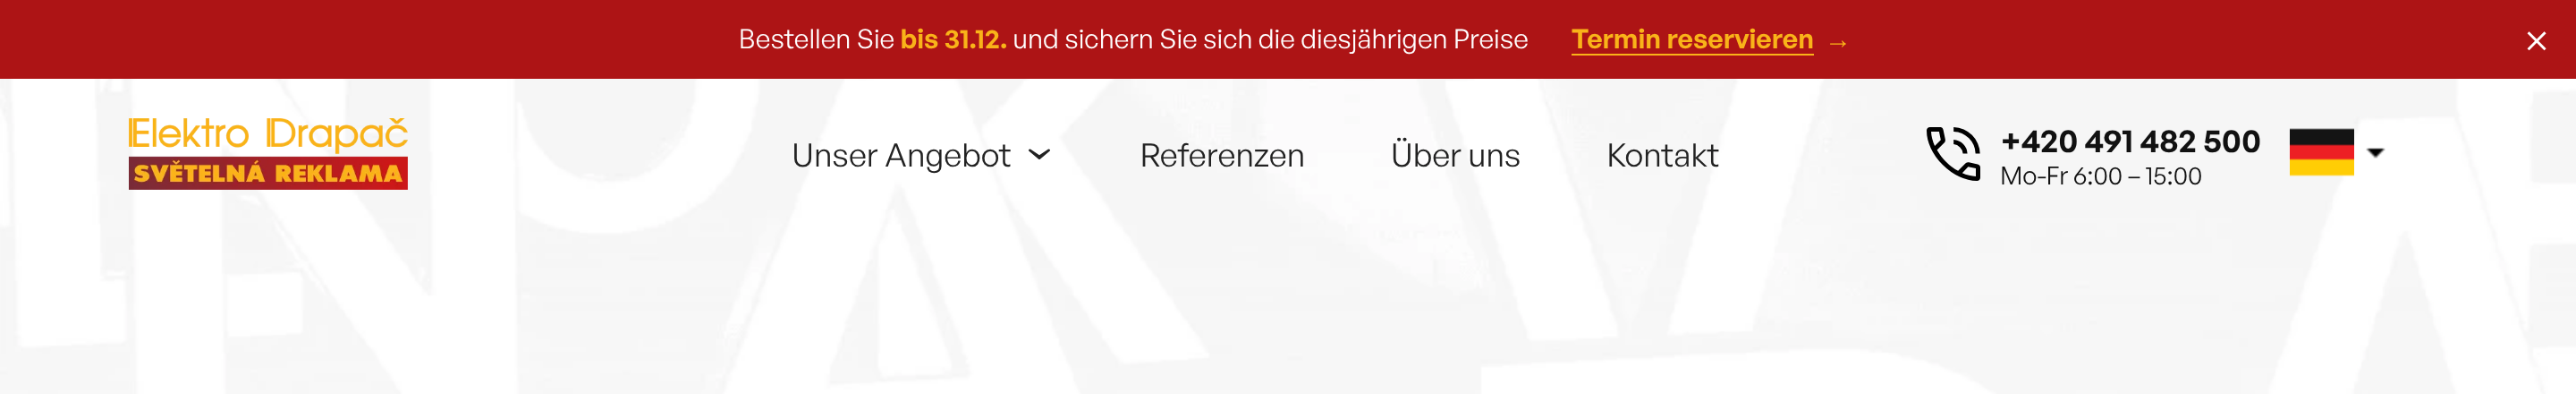 Bestellen Sie bis 31.12. und sichern Sie sich die diesjährigen Preise Termin reservieren →
Elektro Drapač
SVĚTELNÁ REKLAMA
Unser Angebot Referenzen Über uns Kontakt
+420 491 482 500
Mo-Fr 6:00 – 15:00